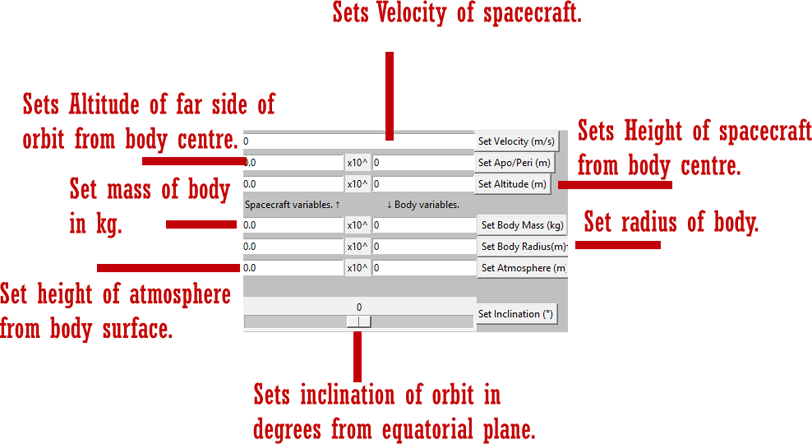 Sets Velocity of spacecraft.
Sets Altitude of far side of
orbit from body centre.
Sets Height of spacecraft
from body centre.
Set mass of body
in kg.
Set radius of body.
Set height of atmosphere
from body surface.
0 Set Velocity (m/s)
0.0 x10^ 0 Set Apo/Peri (m)
0.0 x10^ 0 Set Altitude (m)
Spacecraft variables. ↑ ↓ Body variables.
0.0 x10^ 0 Set Body Mass (kg)
0.0 x10^ 0 Set Body Radius(m)
0.0 x10^ 0 Set Atmosphere (m
0
Set Inclination (°)
Sets inclination of orbit in
degrees from equatorial plane.